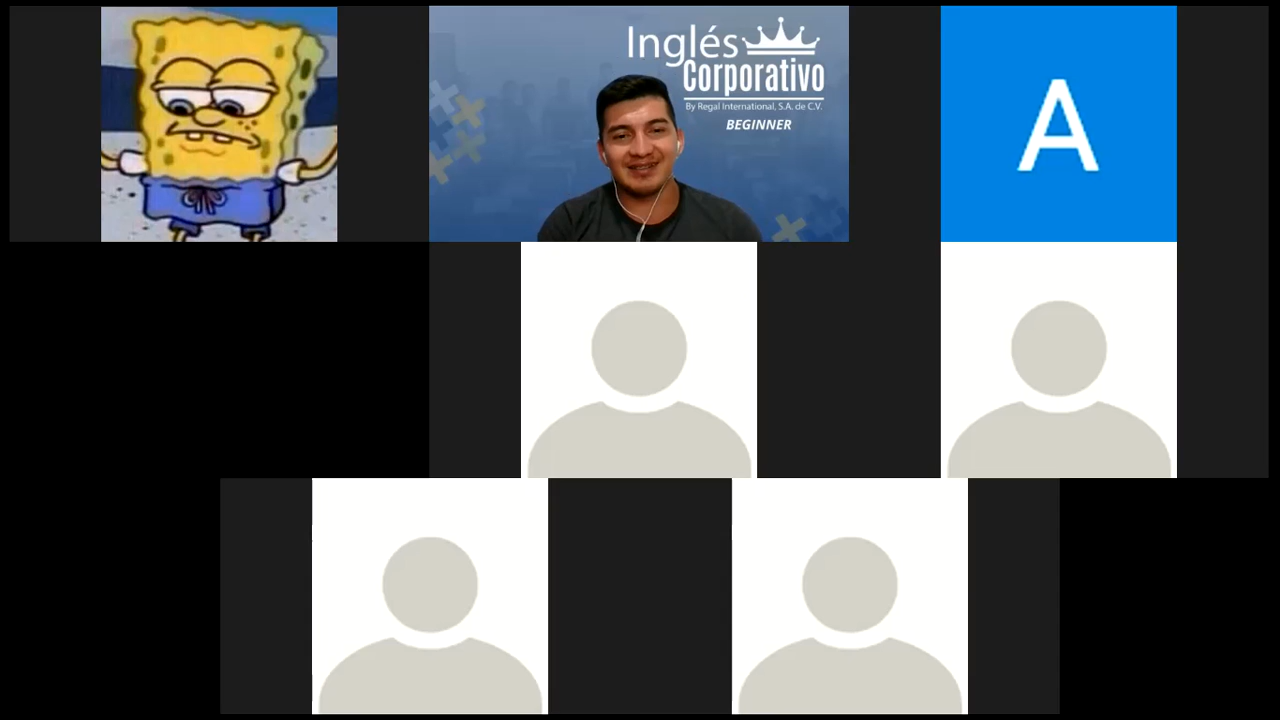 Inglés
Corporativo
By Regal International, S.A. de C.V.
BEGINNER
A